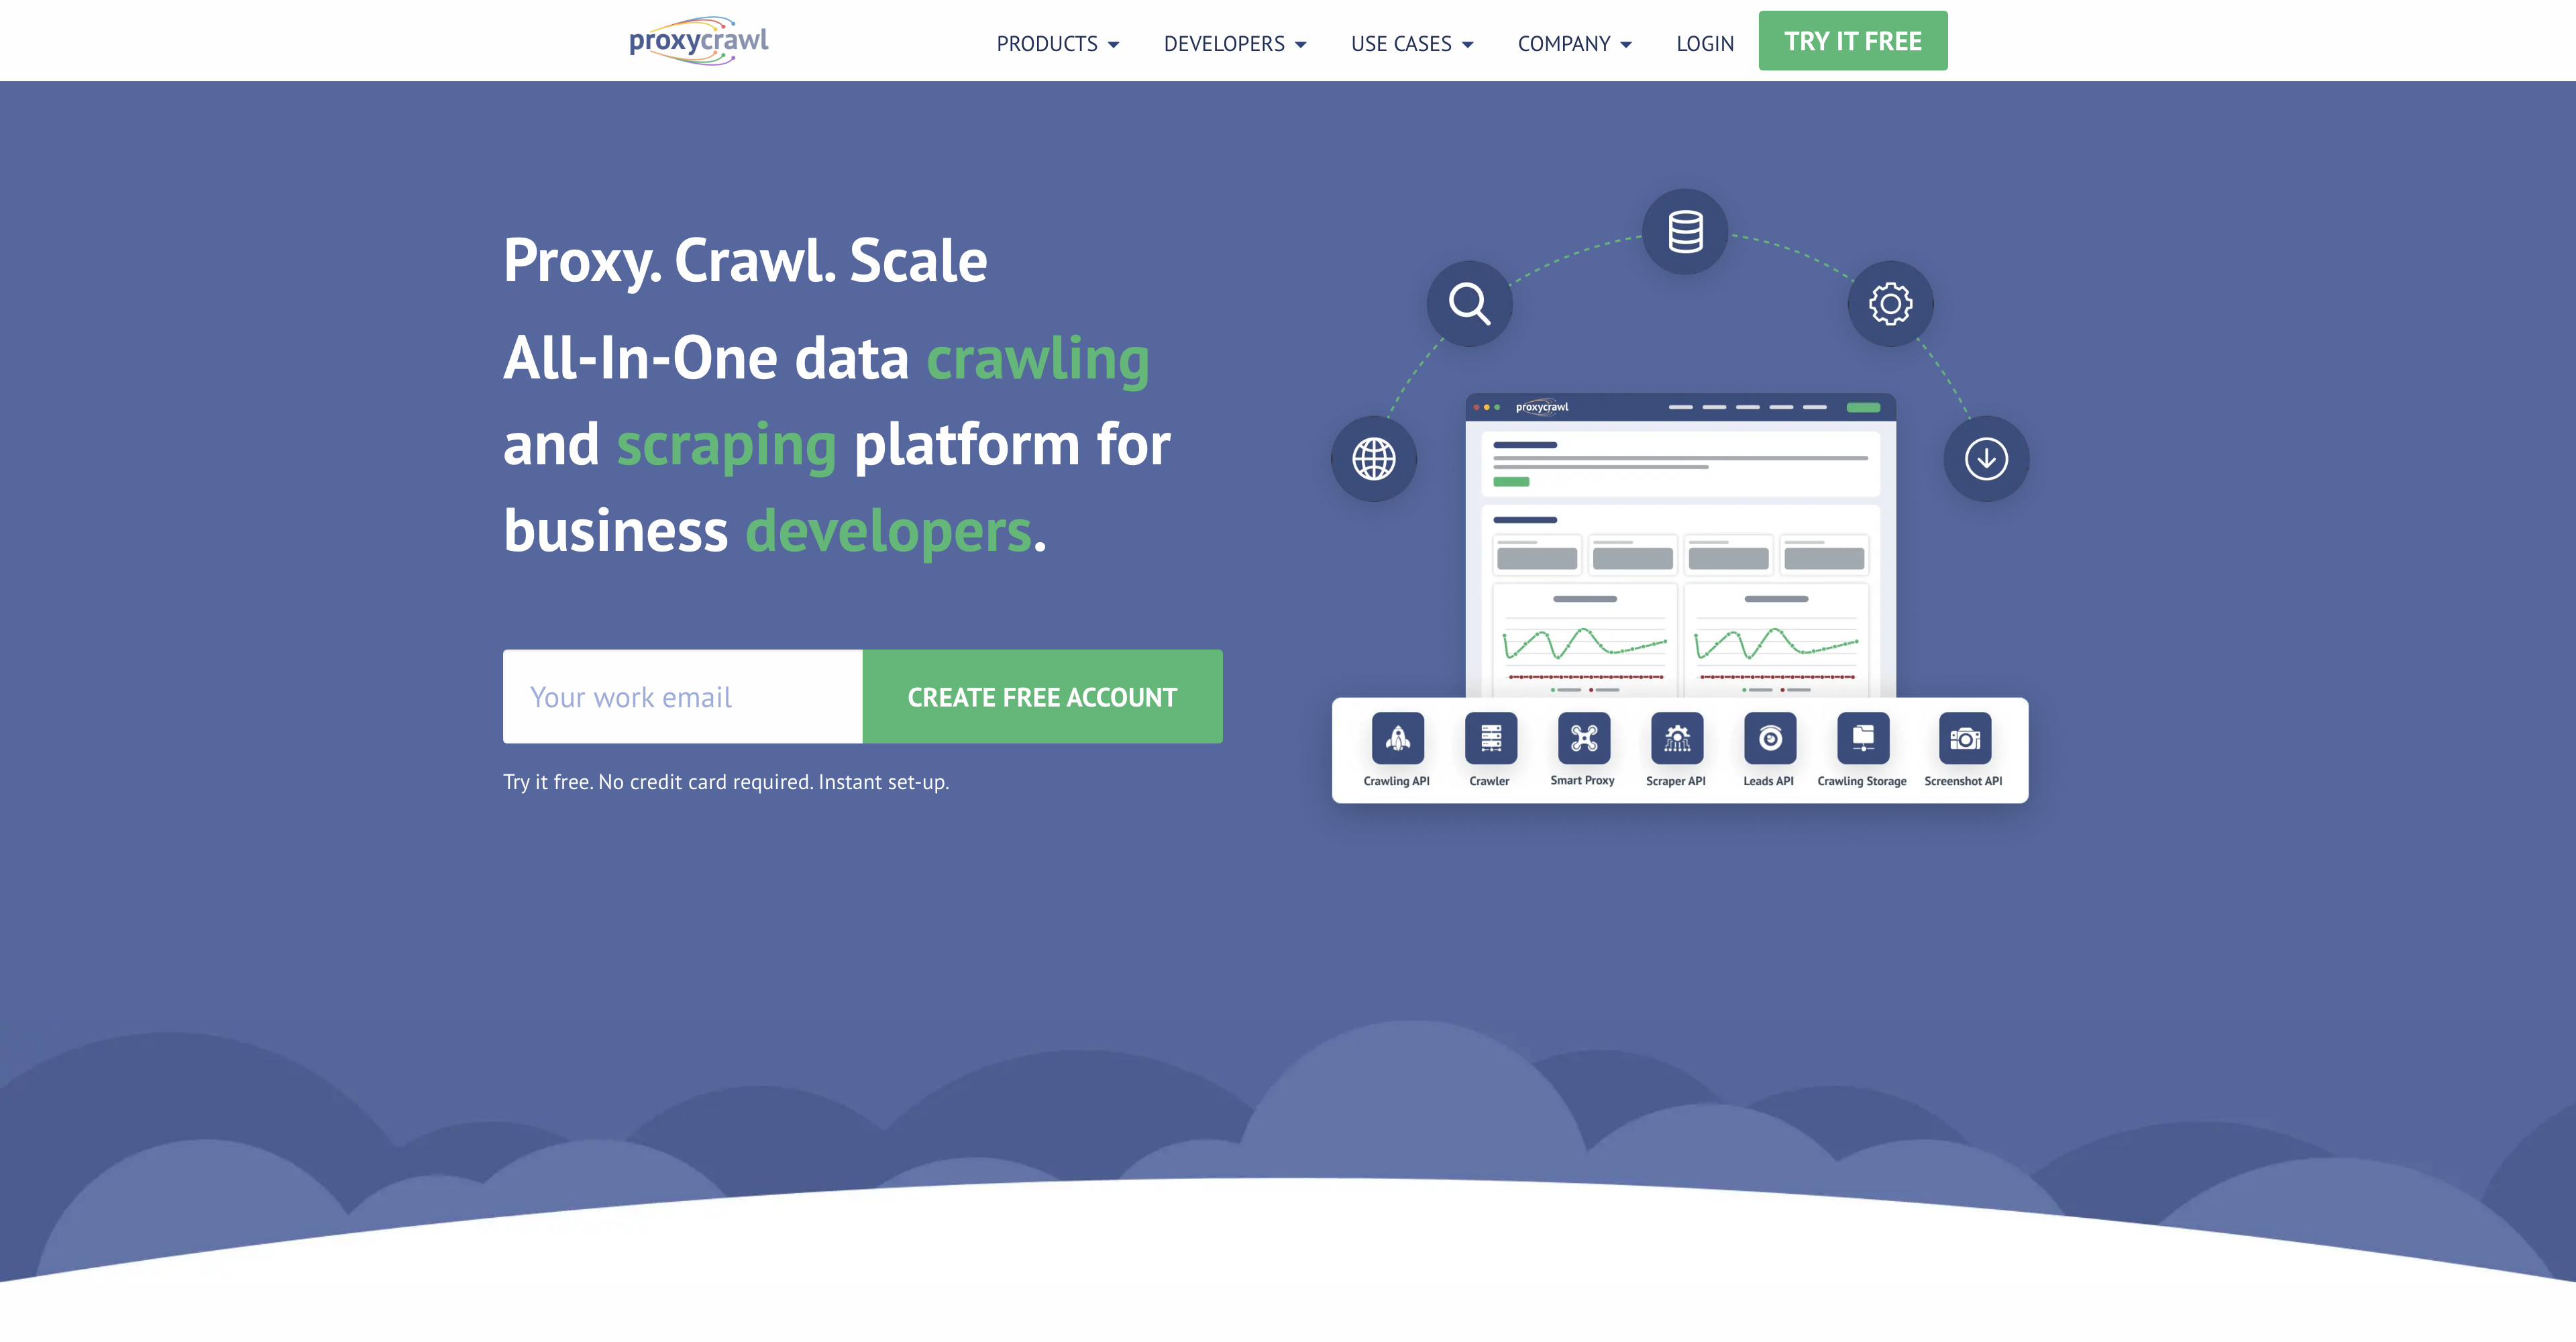 proxycrawl
PRODUCTS
DEVELOPERS
USE CASES
COMPANY
LOGIN
TRY IT FREE
Proxy. Crawl. Scale
All-In-One data crawling
and scraping platform for
business developers.
Your work email
CREATE FREE ACCOUNT
Try it free. No credit card required. Instant set-up.
proxycrawl
Crawling API
Crawler
Smart Proxy
Scraper API
Leads API
Crawling Storage
Screenshot API